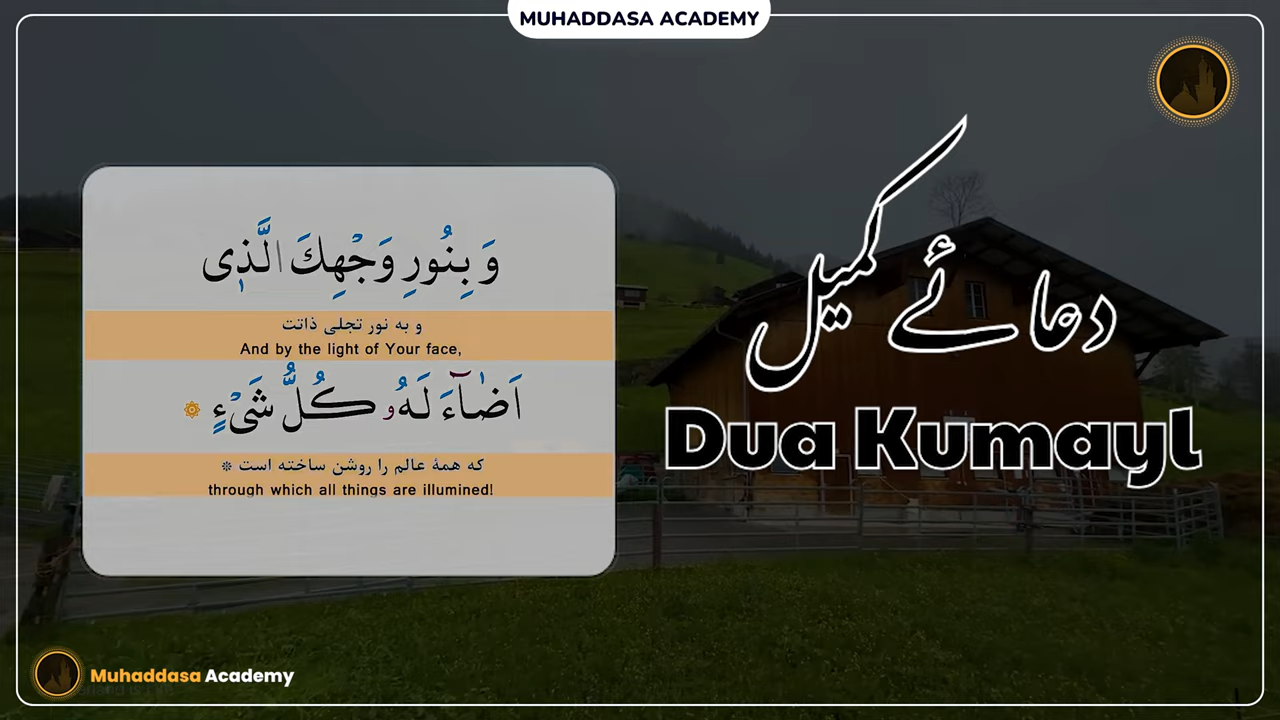 MUHADDASA ACADEMY
وَ بِنُورِ وَجْهِكَ الَّذٖى
و به نور تجلی ذاتت
And by the light of Your face,
اَضٰٓاءَ لَهُۥ كُلُّ شَىْءٍ ۞
که همهٔ عالم را روشن ساخته است ❊
through which all things are illumined!
دعائے کمیل
Dua Kumayl
Muhaddasa Academy